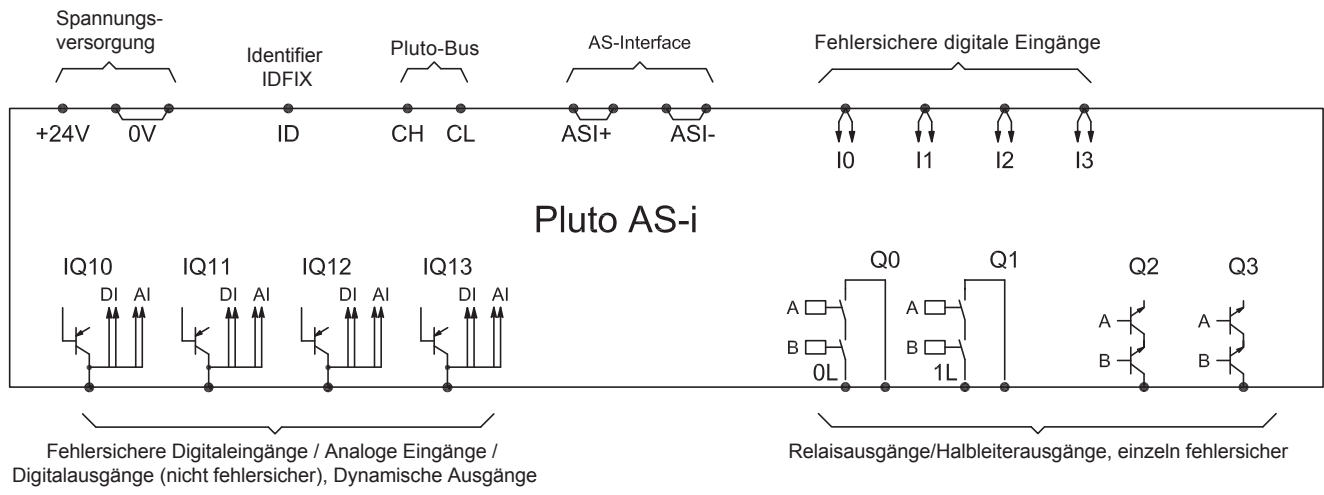 Spannungs-
versorgung
Identifier
IDFIX
Pluto-Bus
AS-Interface
Fehlersichere digitale Eingänge
+24V 0V ID CH CL ASI+ ASI- I0 I1 I2 I3
Pluto AS-i
IQ10 IQ11 IQ12 IQ13 Q0 Q1 Q2 Q3
DI AI DI AI DI AI DI AI
A A A A
B B B B
0L 1L
Fehlersichere Digitaleingänge / Analoge Eingänge /
Digitalausgänge (nicht fehlersicher), Dynamische Ausgänge
Relaisausgänge/Halbleiterausgänge, einzeln fehlersicher